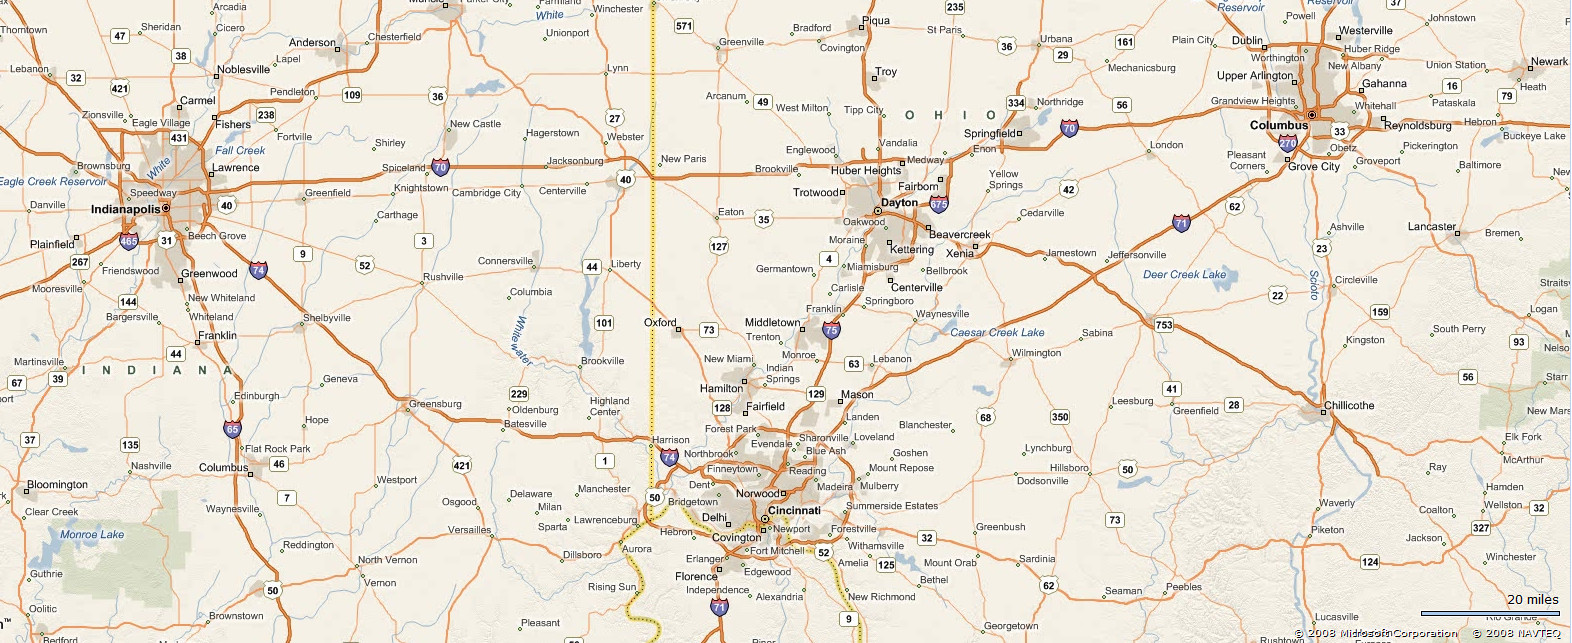 Arcadia
Winchester
White
Farmland
235
Reservoir
Reservoir
37
Thorntown
47
Sheridan
Cicero
Anderson
Chesterfield
Unionport
571
Bradford
Piqua
St Paris
Urbana
161
Plain City
Powell
Johnstown
Westerville
Dublin
38
Lapel
Greenville
Covington
36
29
Huber Ridge
Worthington
New Albany
Lebanon
32
Noblesville
Lynn
Troy
Mechanicsburg
Upper Arlington
Union Station
Newark
421
Pendleton
109
36
Arcanum
49
West Milton
Tipp City
334
Northridge
56
Gahanna
16
Heath
Carmel
Grandview Heights
Whitehall
Pataskala
79
Zionsville
Eagle Village
Fishers
238
27
O H I O
Columbus
Reynoldsburg
Hebron
Buckeye Lake
431
Fortville
New Castle
Hagerstown
Webster
Springfield
70
33
Fall Creek
Shirley
Englewood
Vandalia
Enon
London
270
Obetz
Pickerington
Brownsburg
White
Lawrence
Spiceland
70
Jacksonburg
New Paris
Brookville
Medway
Pleasant
Corners
Groveport
Baltimore
Grove City
Eagle Creek Reservoir
Speedway
Greenfield
Knightstown
Cambridge City
Centerville
40
Huber Heights
Yellow
Springs
Trotwood
Fairborn
42
Danville
Indianapolis
40
Carthage
Eaton
35
Dayton
675
Cedarville
62
Oakwood
71
Ashville
Lancaster
Bremen
Plainfield
465
31
Beech Grove
3
127
Moraine
Beavercreek
Kettering
Xenia
23
267
Friendswood
74
9
52
Connersville
44
Liberty
4
Germantown
Miamisburg
Jamestown
Jeffersonville
Mooresville
Greenwood
Rushville
Bellbrook
Deer Creek Lake
Circleville
Carlisle
Centerville
144
New Whiteland
Columbia
Springboro
22
Straits
Bargersville
Whiteland
Shelbyville
Franklin
Waynesville
Scioto
159
Logan
Whitewater
101
Oxford
73
Middletown
75
Caesar Creek Lake
Sabina
753
South Perry
Franklin
Trenton
Kingston
93
Martinsville
44
Brookville
New Miami
Monroe
63
Lebanon
Wilmington
Nelso
I N D I A N A
67
39
Geneva
Indian
Springs
56
Starr
Edinburgh
229
Highland
Center
Hamilton
129
Mason
41
Greensburg
Oldenburg
128
Fairfield
Leesburg
Greenfield
28
Chillicothe
New Mars
Hope
Batesville
Landen
68
350
37
65
Forest Park
Blanchester
135
Flat Rock Park
Harrison
Evendale
Sharonville
Loveland
Elk Fork
Northbrook
Blue Ash
Goshen
Lynchburg
Nashville
Columbus
46
421
1
74
Finneytown
Reading
Mount Repose
Hillsboro
50
Ray
McArthur
Bloomington
Westport
Dent
Madeira
Mulberry
Dodsonville
Coalton
Hamden
7
Delaware
Manchester
50
Bridgetown
Norwood
Waverly
Wellston
32
Clear Creek
Waynesville
Osgood
Milan
Delhi
Cincinnati
Summerside Estates
73
Sparta
Lawrenceburg
Newport
Forestville
Greenbush
Piketon
327
Monroe Lake
Versailles
Hebron
Covington
32
Jackson
Reddington
Aurora
Fort Mitchell
52
Withamsville
Dillsboro
Erlanger
Amelia
125
Mount Orab
Sardinia
124
Winchester
Guthrie
North Vernon
Edgewood
Florence
Bethel
Vernon
50
Rising Sun
Independence
62
Seaman
Peebles
Alexandria
New Richmond
20 miles
Oolitic
Brownstown
71
9
Pleasant
Georgetown
Lucasville
Bedford
Rushtown
© 2008 Microsoft Corporation © 2008 NAVTEQ